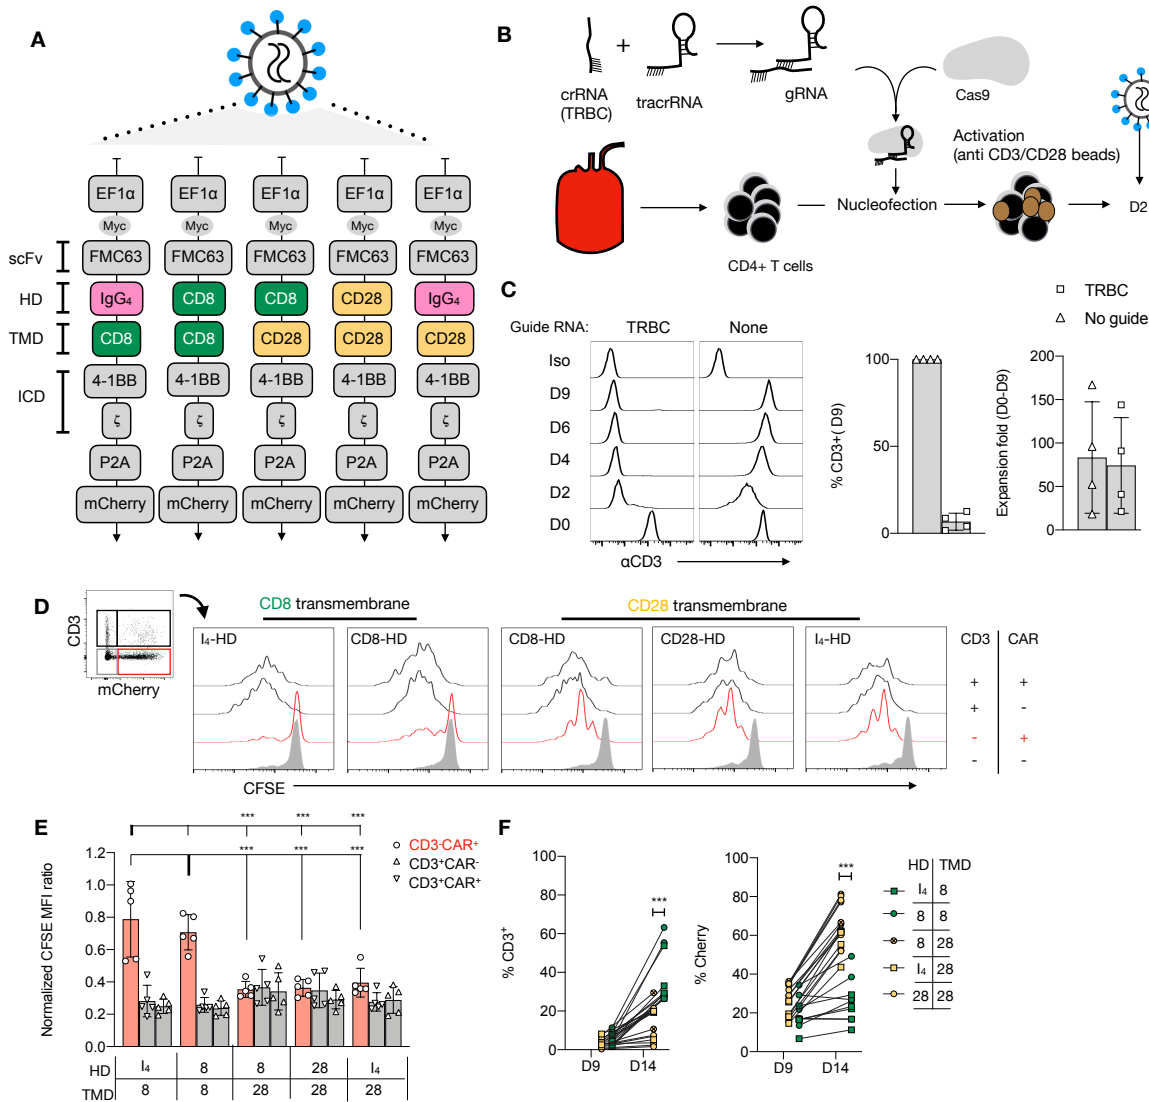 A
EF1α EF1α EF1α EF1α EF1α
Myc Myc Myc Myc Myc
scFv FMC63 FMC63 FMC63 FMC63 FMC63
HD IgG₄ CD8 CD8 CD28 IgG₄
TMD CD8 CD8 CD28 CD28 CD28
ICD 4-1BB 4-1BB 4-1BB 4-1BB 4-1BB
ζ ζ ζ ζ ζ
P2A P2A P2A P2A P2A
mCherry mCherry mCherry mCherry mCherry
B
+
crRNA
(TRBC)
tracrRNA
gRNA
Cas9
Activation
(anti CD3/CD28 beads)
Nucleofection
D2
CD4+ T cells
C
TRBC
No guide
Guide RNA: TRBC None
Iso
D9
D6
D4
D2
D0
αCD3
% CD3+( D9)
100
50
0
Expansion fold (D0-D9)
200
150
100
50
0
D
CD3
mCherry
CD8 transmembrane
CD28 transmembrane
I₄-HD CD8-HD CD8-HD CD28-HD I₄-HD
CD3 CAR
+ +
+ -
- +
- -
CFSE
E
*** *** ***
*** *** ***
CD3-CAR⁺
CD3⁺CAR⁻
CD3⁺CAR⁺
Normalized CFSE MFI ratio
1.2
1.0
0.8
0.6
0.4
0.2
0.0
HD I₄ 8 8 28 I₄
TMD 8 8 28 28 28
F
% CD3⁺
100
80
60
40
20
0
***
D9 D14
% Cherry
100
80
60
40
20
0
***
D9 D14
HD TMD
I₄ 8
8 8
8 28
I₄ 28
28 28